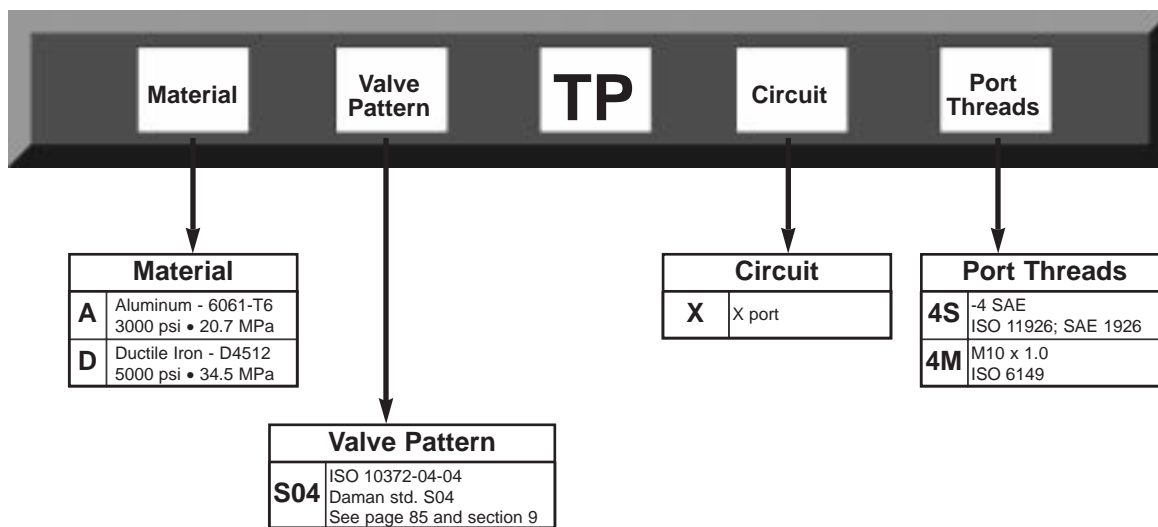 Material
Valve
Pattern
TP
Circuit
Port
Threads
Material
A
Aluminum - 6061-T6
3000 psi • 20.7 MPa
D
Ductile Iron - D4512
5000 psi • 34.5 MPa
Circuit
X
X port
Port Threads
4S
-4 SAE
ISO 11926; SAE 1926
4M
M10 x 1.0
ISO 6149
Valve Pattern
S04
ISO 10372-04-04
Daman std. S04
See page 85 and section 9